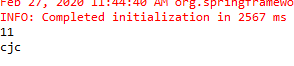 Feb 27, 2020 11:44:40 AM org.springframewo
INFO: Completed initialization in 2567 ms
11
cjc